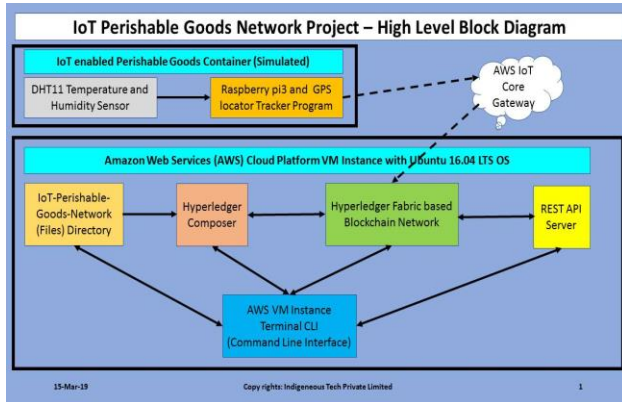 IoT Perishable Goods Network Project – High Level Block Diagram
IoT enabled Perishable Goods Container (Simulated)
DHT11 Temperature and
Humidity Sensor
Raspberry pi3 and GPS
locator Tracker Program
AWS IoT
Core
Gateway
Amazon Web Services (AWS) Cloud Platform VM Instance with Ubuntu 16.04 LTS OS
IoT-Perishable-
Goods-Network
(Files) Directory
Hyperledger
Composer
Hyperledger Fabric based
Blockchain Network
REST API
Server
AWS VM Instance
Terminal CLI
(Command Line Interface)
15-Mar-19
Copy rights: Indigeneous Tech Private Limited
1